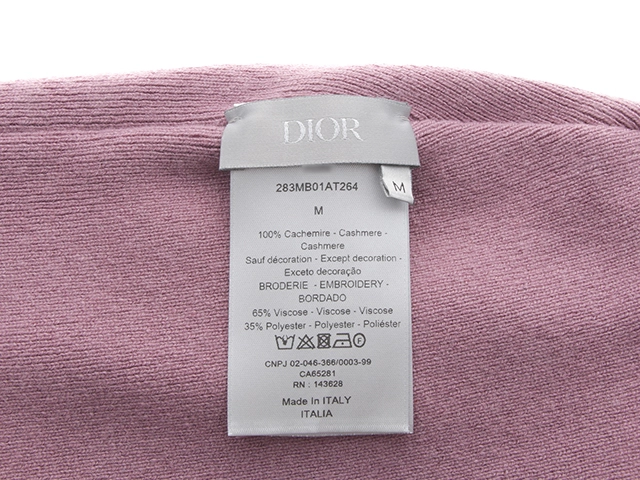 DIOR
283MB01AT264
M
M
100% Cachemire - Cashmere -
Cashmere
Sauf décoration - Except decoration -
Exceto decoração
BRODERIE - EMBROIDERY -
BORDADO
65% Viscose - Viscose - Viscose
35% Polyester - Polyester - Poliéster
CNPJ 02-046-366/0003-99
CA65281
RN : 143628
Made In ITALY
ITALIA